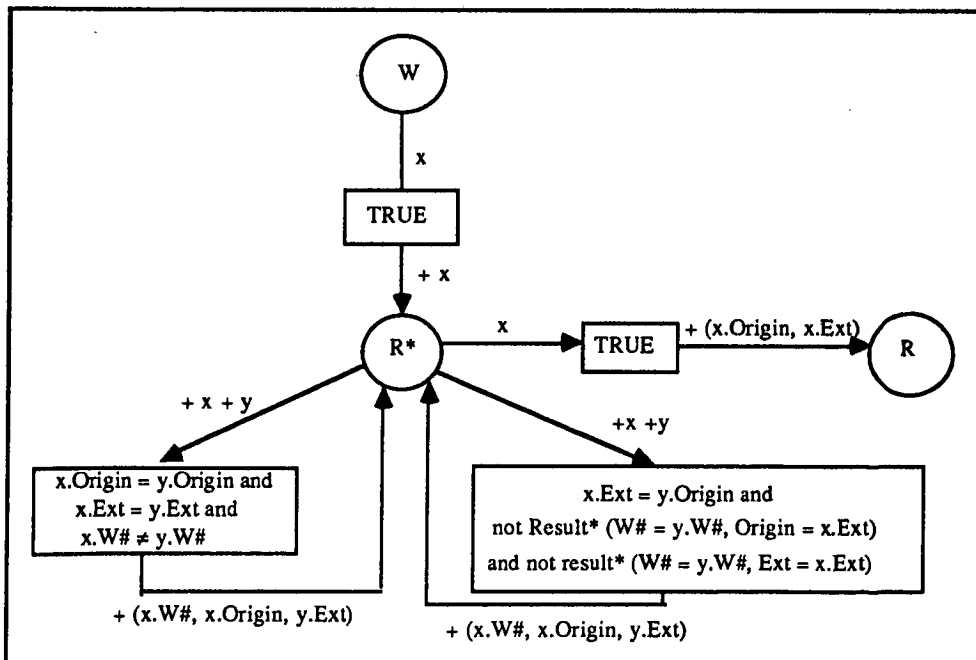 W
x
TRUE
+ x
R*
x
TRUE
+ (x.Origin, x.Ext)
R
+ x + y
+x +y
x.Origin = y.Origin and
x.Ext = y.Ext and
x.W# ≠ y.W#
x.Ext = y.Origin and
not Result* (W# = y.W#, Origin = x.Ext)
and not result* (W# = y.W#, Ext = x.Ext)
+ (x.W#, x.Origin, y.Ext)
+ (x.W#, x.Origin, y.Ext)